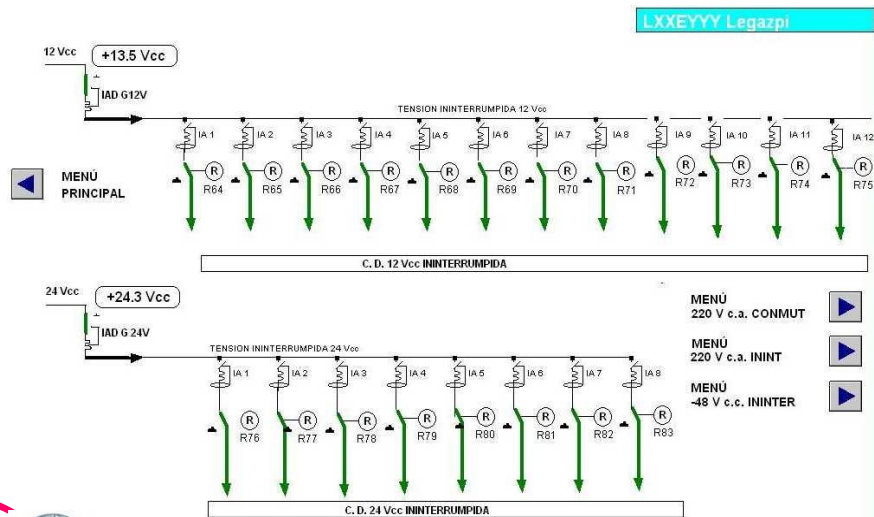 LXXEYYY Legazpi
12 Vcc
+13.5 Vcc
IAD G12V
TENSION ININTERRUMPIDA 12 Vcc
IA 1 IA 2 IA 3 IA 4 IA 5 IA 6 IA 7 IA 8 IA 9 IA 10 IA 11 IA 12
R R R R R R R R R R R R
R64 R65 R66 R67 R68 R69 R70 R71 R72 R73 R74 R75
MENÚ
PRINCIPAL
C. D. 12 Vcc ININTERRUMPIDA
24 Vcc
+24.3 Vcc
IAD G 24V
MENÚ
220 V c.a. CONMUT
MENÚ
220 V c.a. ININT
MENÚ
-48 V c.c. ININTER
TENSION ININTERRUMPIDA 24 Vcc
IA 1 IA 2 IA 3 IA 4 IA 5 IA 6 IA 7 IA 8
R R R R R R R R
R76 R77 R78 R79 R80 R81 R82 R83
C. D. 24 Vcc ININTERRUMPIDA